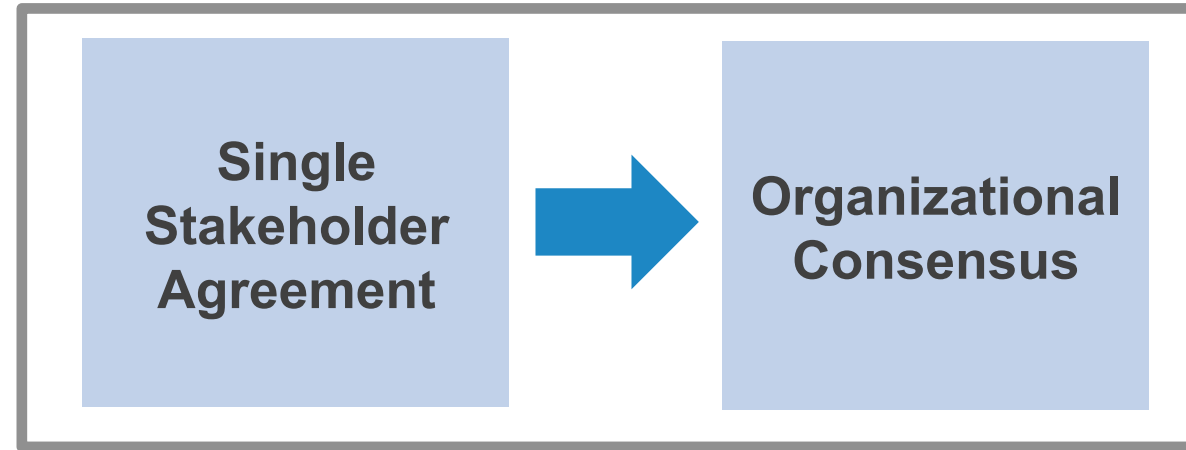 Single
Stakeholder
Agreement
Organizational
Consensus